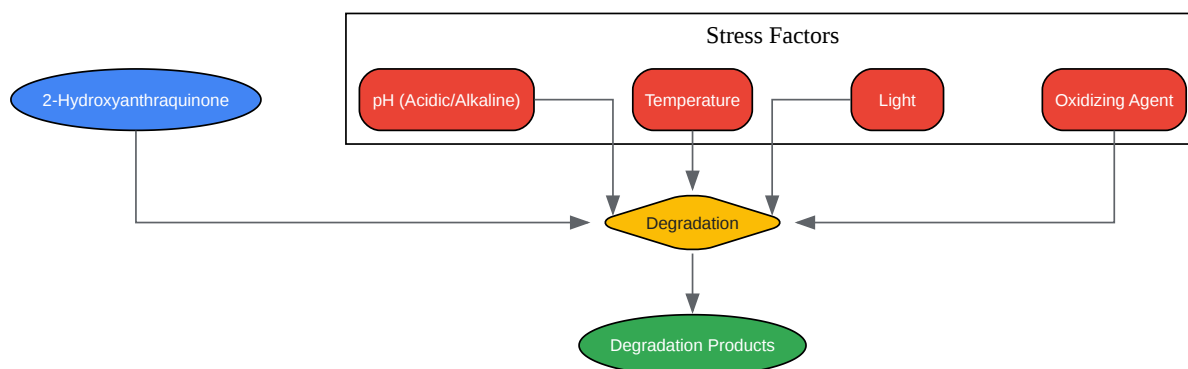 Stress Factors
2-Hydroxyanthraquinone
pH (Acidic/Alkaline)
Temperature
Light
Oxidizing Agent
Degradation
Degradation Products